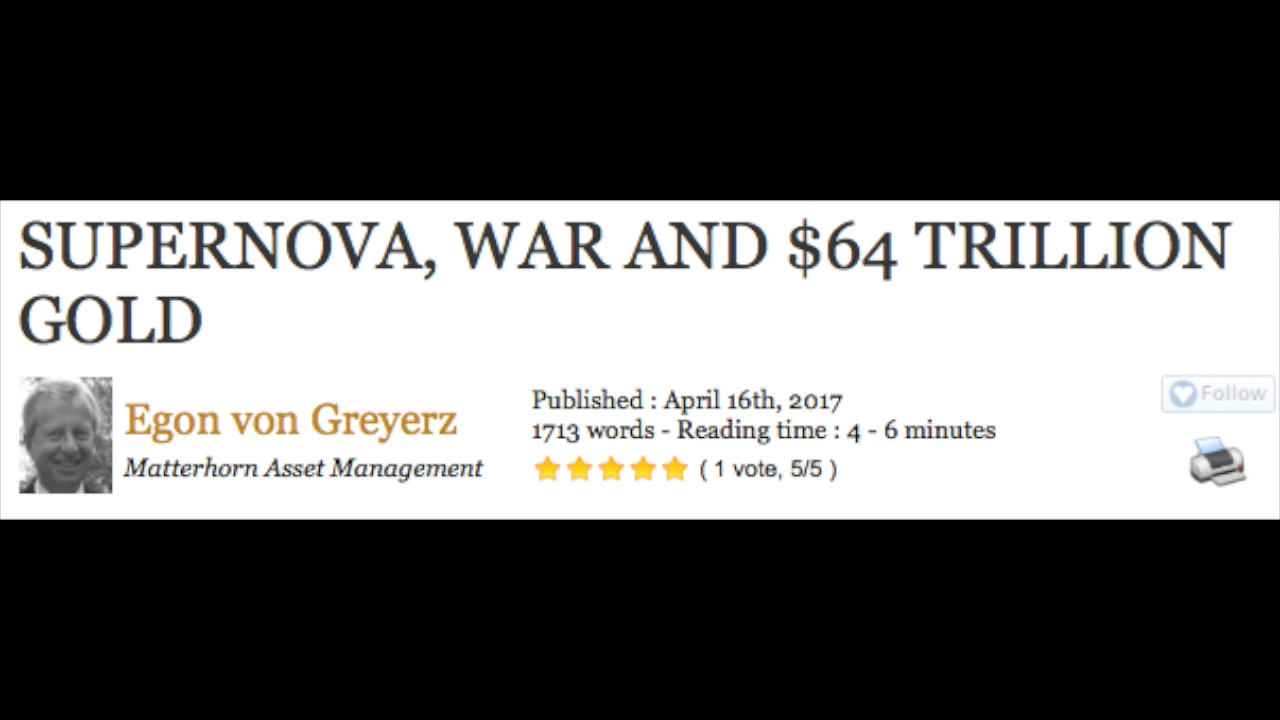 SUPERNOVA, WAR AND $64 TRILLION
GOLD
Egon von Greyerz
Matterhorn Asset Management
Published : April 16th, 2017
1713 words - Reading time : 4 - 6 minutes
( 1 vote, 5/5 )
Follow